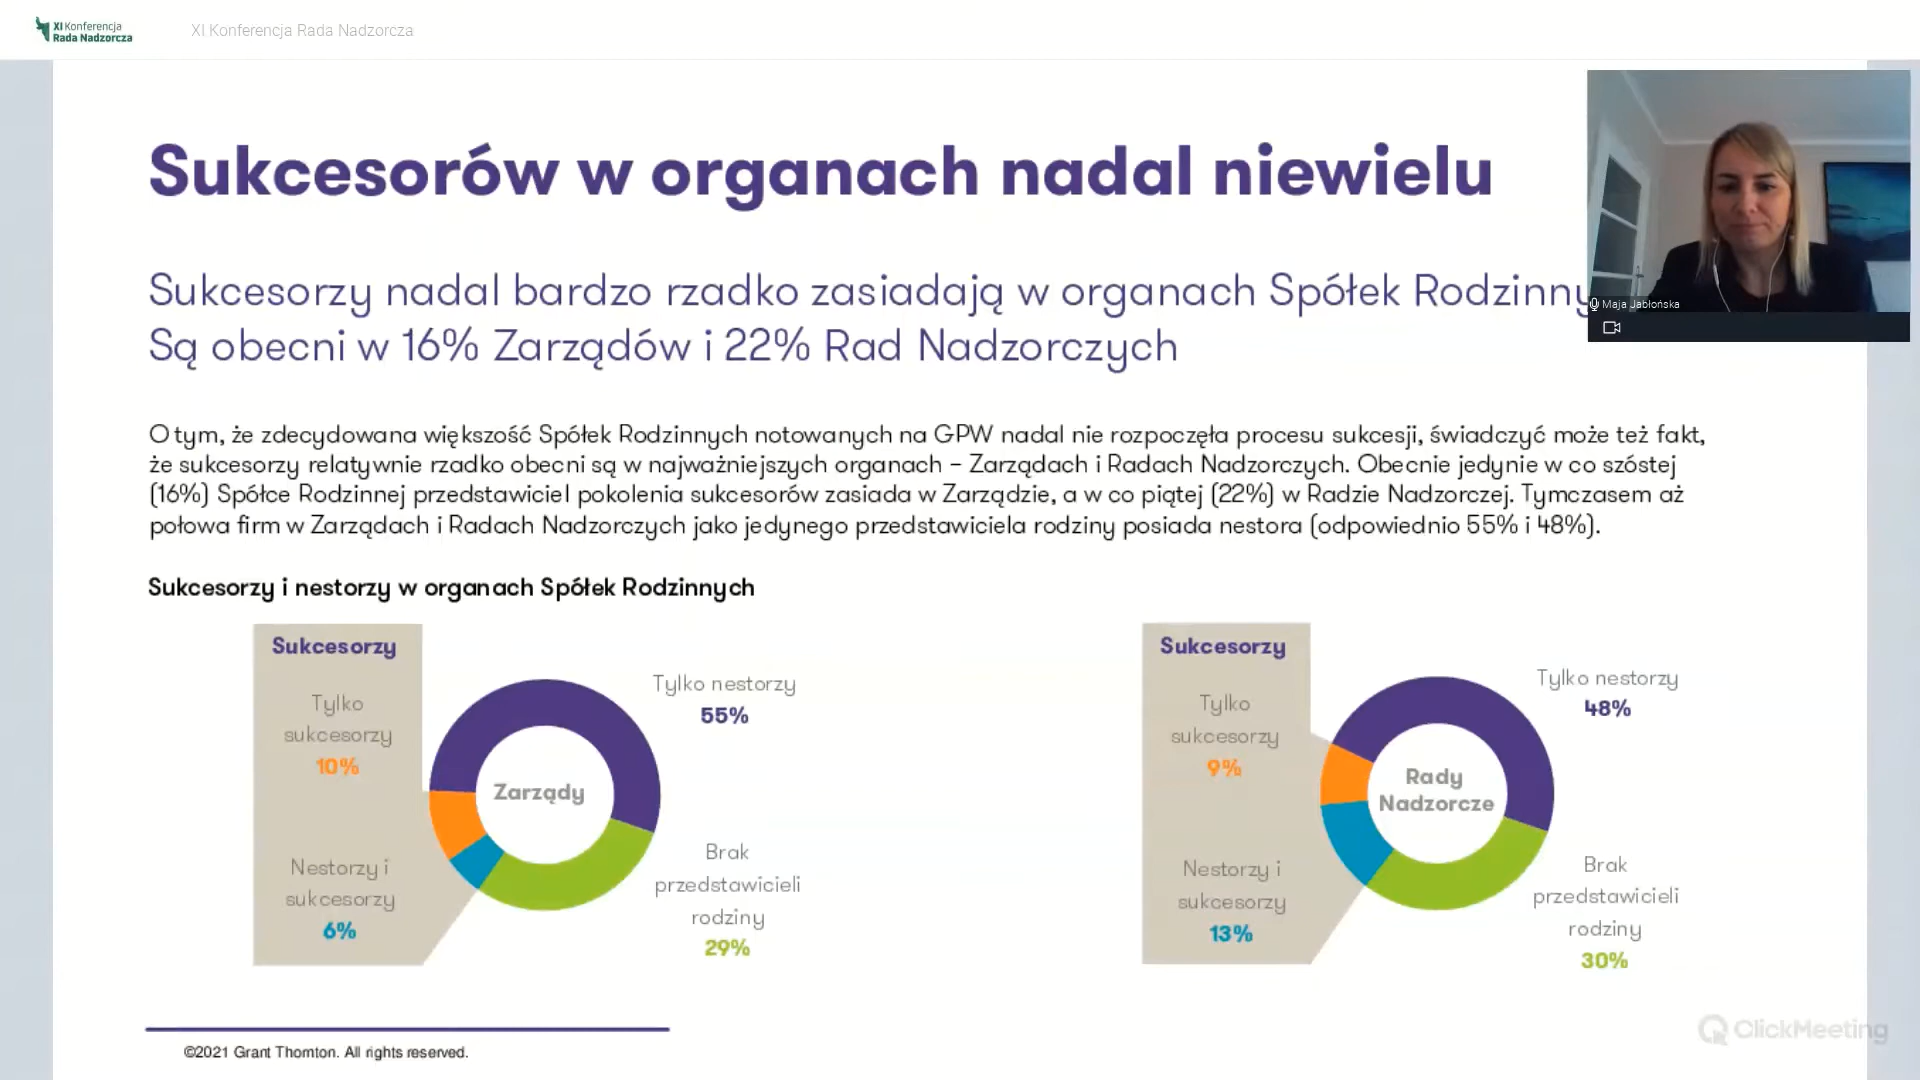 XI Konferencja
Rada Nadzorcza
XI Konferencja Rada Nadzorcza
Sukcesorów w organach nadal niewielu
Sukcesorzy nadal bardzo rzadko zasiadają w organach Spółek Rodzinny
Są obecni w 16% Zarządów i 22% Rad Nadzorczych
Maja Jabłońska
O tym, że zdecydowana większość Spółek Rodzinnych notowanych na GPW nadal nie rozpoczęła procesu sukcesji, świadczyć może też fakt,
że sukcesorzy relatywnie rzadko obecni są w najważniejszych organach – Zarządach i Radach Nadzorczych. Obecnie jedynie w co szóstej
(16%) Spółce Rodzinnej przedstawiciel pokolenia sukcesorów zasiada w Zarządzie, a w co piątej (22%) w Radzie Nadzorczej. Tymczasem aż
połowa firm w Zarządach i Radach Nadzorczych jako jedynego przedstawiciela rodziny posiada nestora (odpowiednio 55% i 48%).
Sukcesorzy i nestorzy w organach Spółek Rodzinnych
Sukcesorzy
Tylko
sukcesorzy
10%
Nestorzy i
sukcesorzy
6%
Zarządy
Tylko nestorzy
55%
Brak
przedstawicieli
rodziny
29%
Sukcesorzy
Tylko
sukcesorzy
9%
Nestorzy i
sukcesorzy
13%
Rady
Nadzorcze
Tylko nestorzy
48%
Brak
przedstawicieli
rodziny
30%
©2021 Grant Thornton. All rights reserved.
ClickMeeting